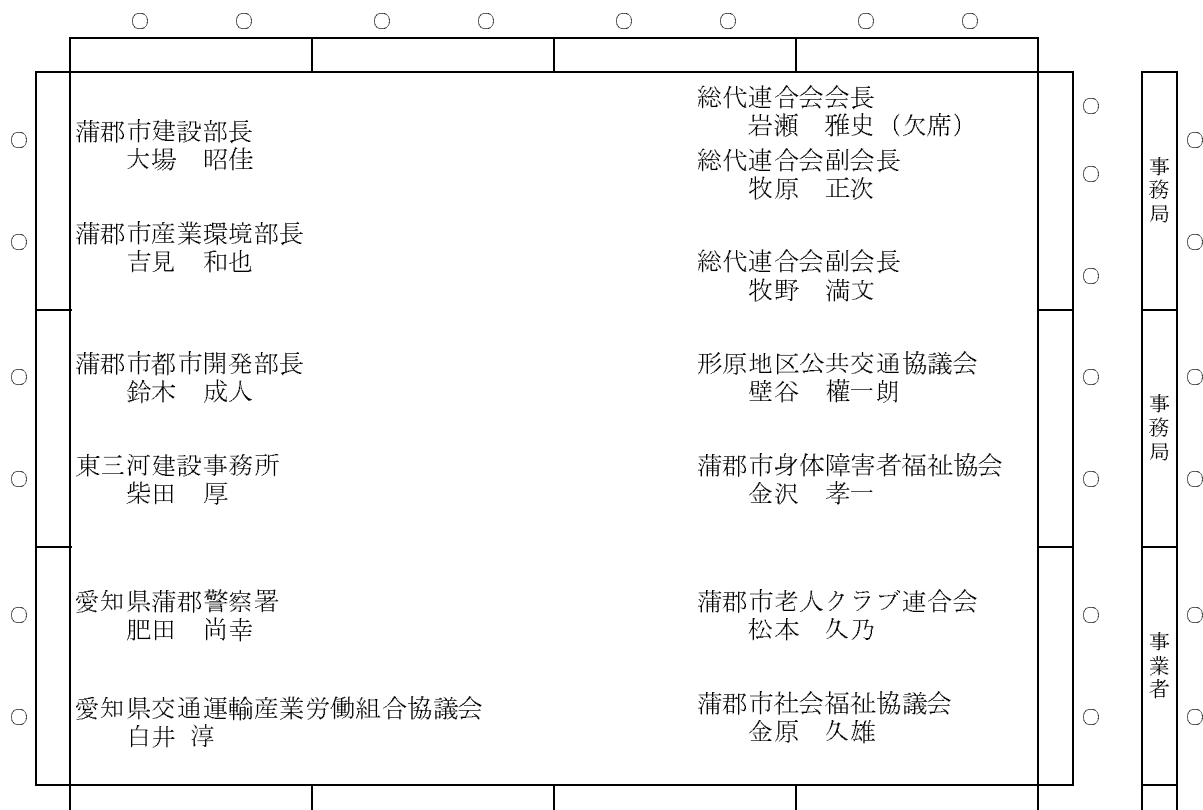 蒲郡市建設部長
大場　昭佳
蒲郡市産業環境部長
吉見　和也
蒲郡市都市開発部長
鈴木　成人
東三河建設事務所
柴田　厚
愛知県蒲郡警察署
肥田　尚幸
愛知県交通運輸産業労働組合協議会
白井　淳
総代連合会会長
岩瀬　雅史（欠席）
総代連合会副会長
牧原　正次
総代連合会副会長
牧野　満文
形原地区公共交通協議会
壁谷　權一朗
蒲郡市身体障害者福祉協会
金沢　孝一
蒲郡市老人クラブ連合会
松本　久乃
蒲郡市社会福祉協議会
金原　久雄
事務局
事務局
事業者